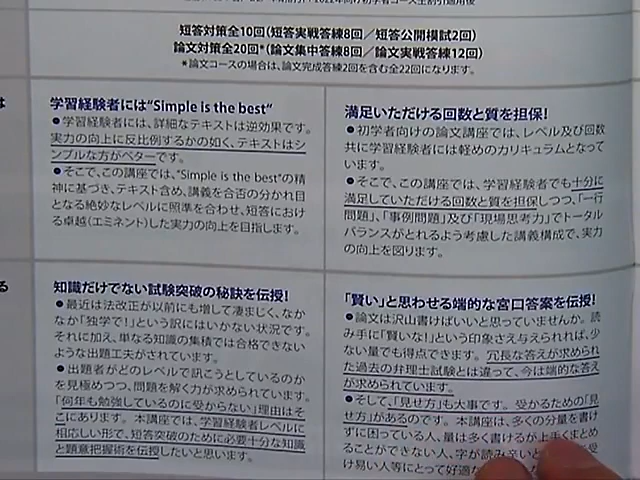 短答対策全10回(短答実戦答練8回／短答公開模試2回)
論文対策全20回*(論文集中答練8回／論文実戦答練12回)
*論文コースの場合は、論文完成答練2回を含む全22回になります。
学習経験者には“Simple is the best”
●学習経験者には、詳細なテキストは逆効果です。
実力の向上に反比例するかの如く、テキストはシ
ンプルな方がベターです。
●そこで、この講座では、“Simple is the best”の精
神に基づき、テキスト含め、講義を合否の分かれ目
となる絶妙なレベルに照準を合わせ、短答におけ
る卓越(エミネント)した実力の向上を目指します。
満足いただける回数と質を担保!
●初学者向けの論文講座では、レベル及び回数
共に学習経験者には軽めのカリキュラムとなって
います。
●そこで、この講座では、学習経験者でも十分に
満足していただける回数と質を担保しつつ、「一行
問題」、「事例問題」及び「現場思考力」でトータル
バランスがとれるよう考慮した講義構成で、実力
の向上を図ります。
は
る
知識だけでない試験突破の秘訣を伝授!
●最近は法改正が以前にも増して凄まじく、なか
なか「独学で!」という訳にはいかない状況です。
それに加え、単なる知識の集積では合格できない
ような出題工夫がされています。
●出題者がどのレベルで訊こうとしているのか
を見極めつつ、問題を解く力が求められています。
「何年も勉強しているのに受からない」理由はそ
こにあります。本講座では、学習経験者レベルに
相応しい形で、短答突破のために必要十分な知識
と題意把握術を伝授したいと思います。
「賢い」と思わせる端的な宮口答案を伝授!
●論文は沢山書けばいいと思っていませんか。読
み手に「賢いな!」という印象さえ与えられれば、少
ない量でも得点できます。冗長な答えが求められ
た過去の弁理士試験とは違って、今は端的な答え
が求められています。
●そして、「見せ方」も大事です。受かるための「見
せ方」があるのです。本講座は、多くの分量を書け
ずに困っている人、量は多く書けるが上手くまとめ
ることができない人、字が読み辛い
け易い人等にとって好適な